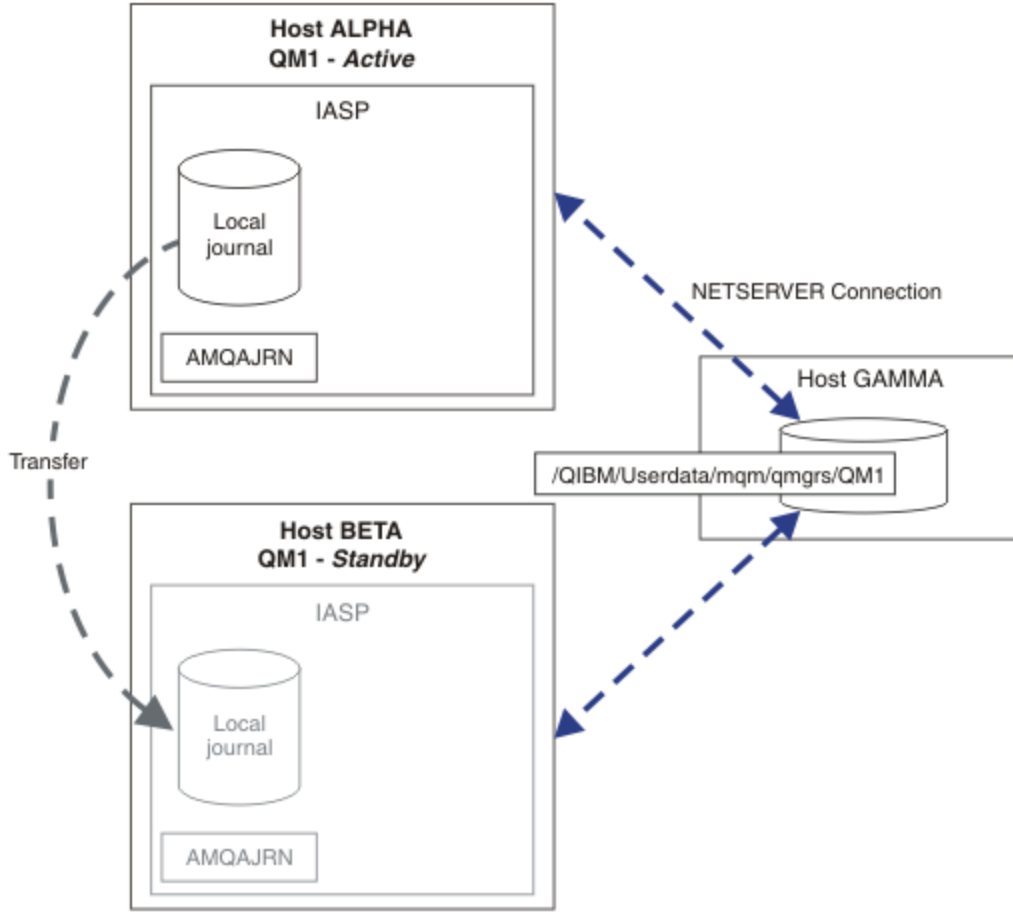 Host ALPHA
QM1 - Active
IASP
Local
journal
AMQAJRN
NETSERVER Connection
Host GAMMA
/QIBM/Userdata/mqm/qmgrs/QM1
Transfer
Host BETA
QM1 - Standby
IASP
Local
journal
AMQAJRN